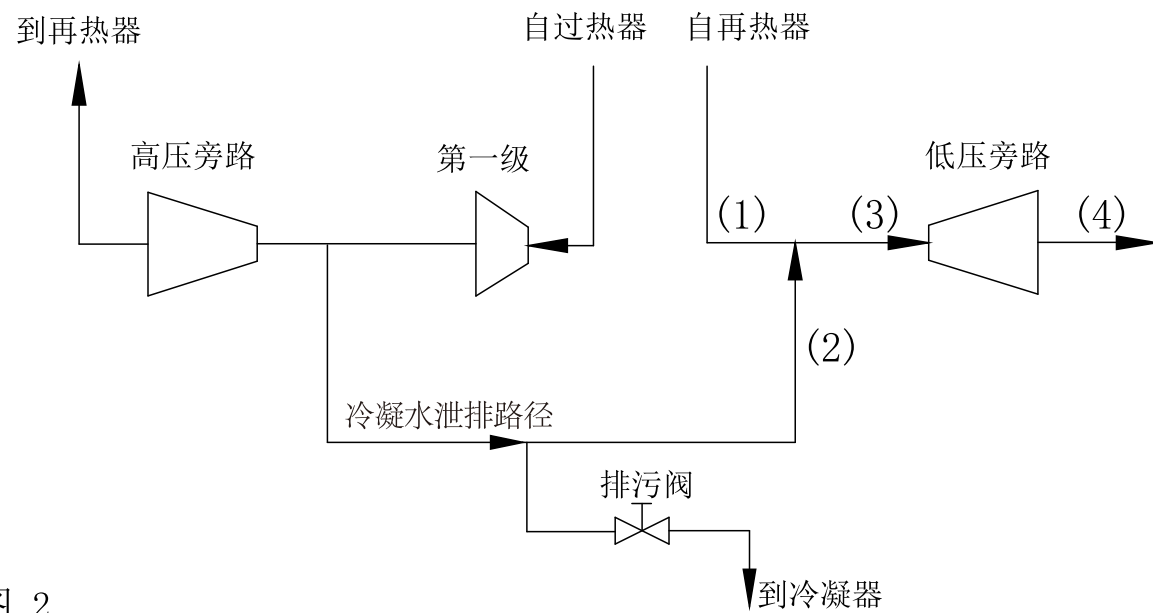 到再热器
自过热器
自再热器
高压旁路
第一级
低压旁路
(1)
(3)
(4)
(2)
冷凝水泄排路径
排污阀
到冷凝器
图 2